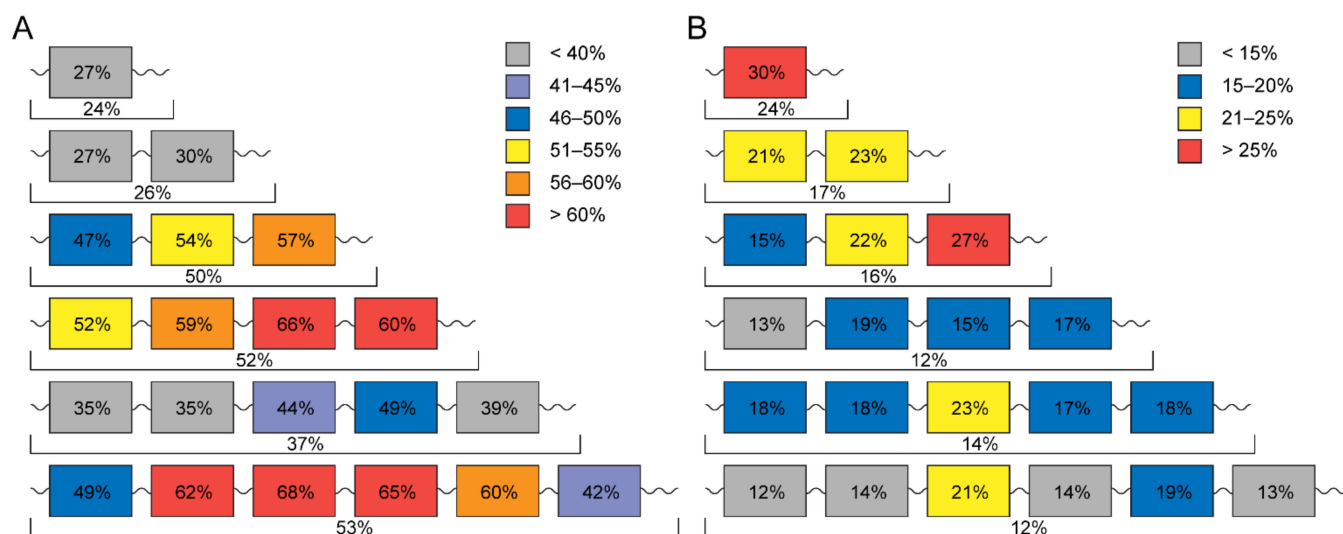 A
27%
24%
27% 30%
26%
47% 54% 57%
50%
52% 59% 66% 60%
52%
35% 35% 44% 49% 39%
37%
49% 62% 68% 65% 60% 42%
53%
< 40%
41–45%
46–50%
51–55%
56–60%
> 60%
B
30%
24%
21% 23%
17%
15% 22% 27%
16%
13% 19% 15% 17%
12%
18% 18% 23% 17% 18%
14%
12% 14% 21% 14% 19% 13%
12%
< 15%
15–20%
21–25%
> 25%